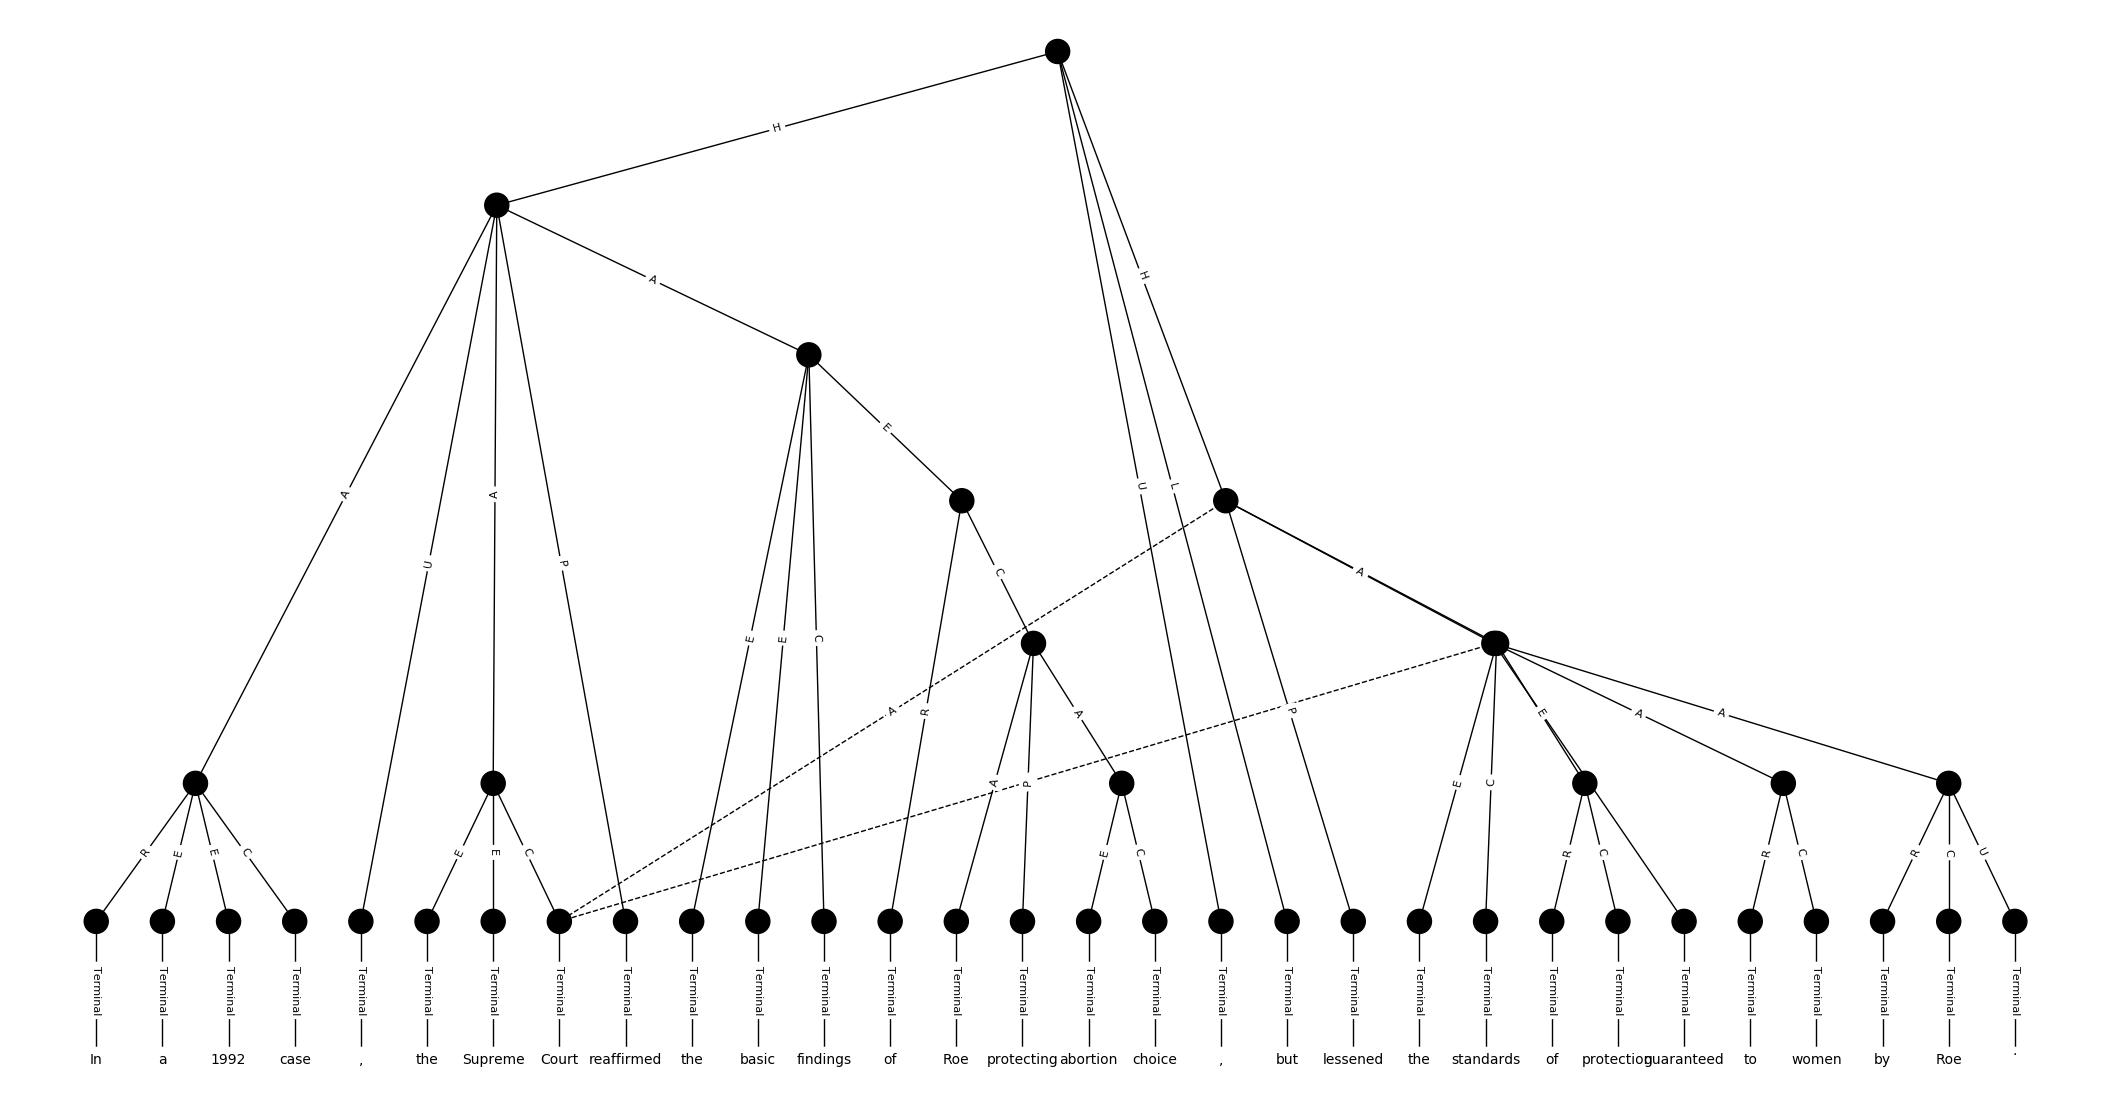 H
A
H
A
E
A
U
A
P
U
L
E
E
C
R
C
A
A
P
A
P
A
E
C
E
A
A
R
E
E
C
E
E
C
E
C
R
C
R
C
R
C
U
Terminal Terminal Terminal Terminal Terminal Terminal Terminal Terminal Terminal Terminal Terminal Terminal Terminal Terminal Terminal Terminal Terminal Terminal Terminal Terminal Terminal Terminal Terminal Terminal Terminal Terminal Terminal Terminal Terminal Terminal
In a 1992 case , the Supreme Court reaffirmed the basic findings of Roe protecting abortion choice , but lessened the standards of protection guaranteed to women by Roe .